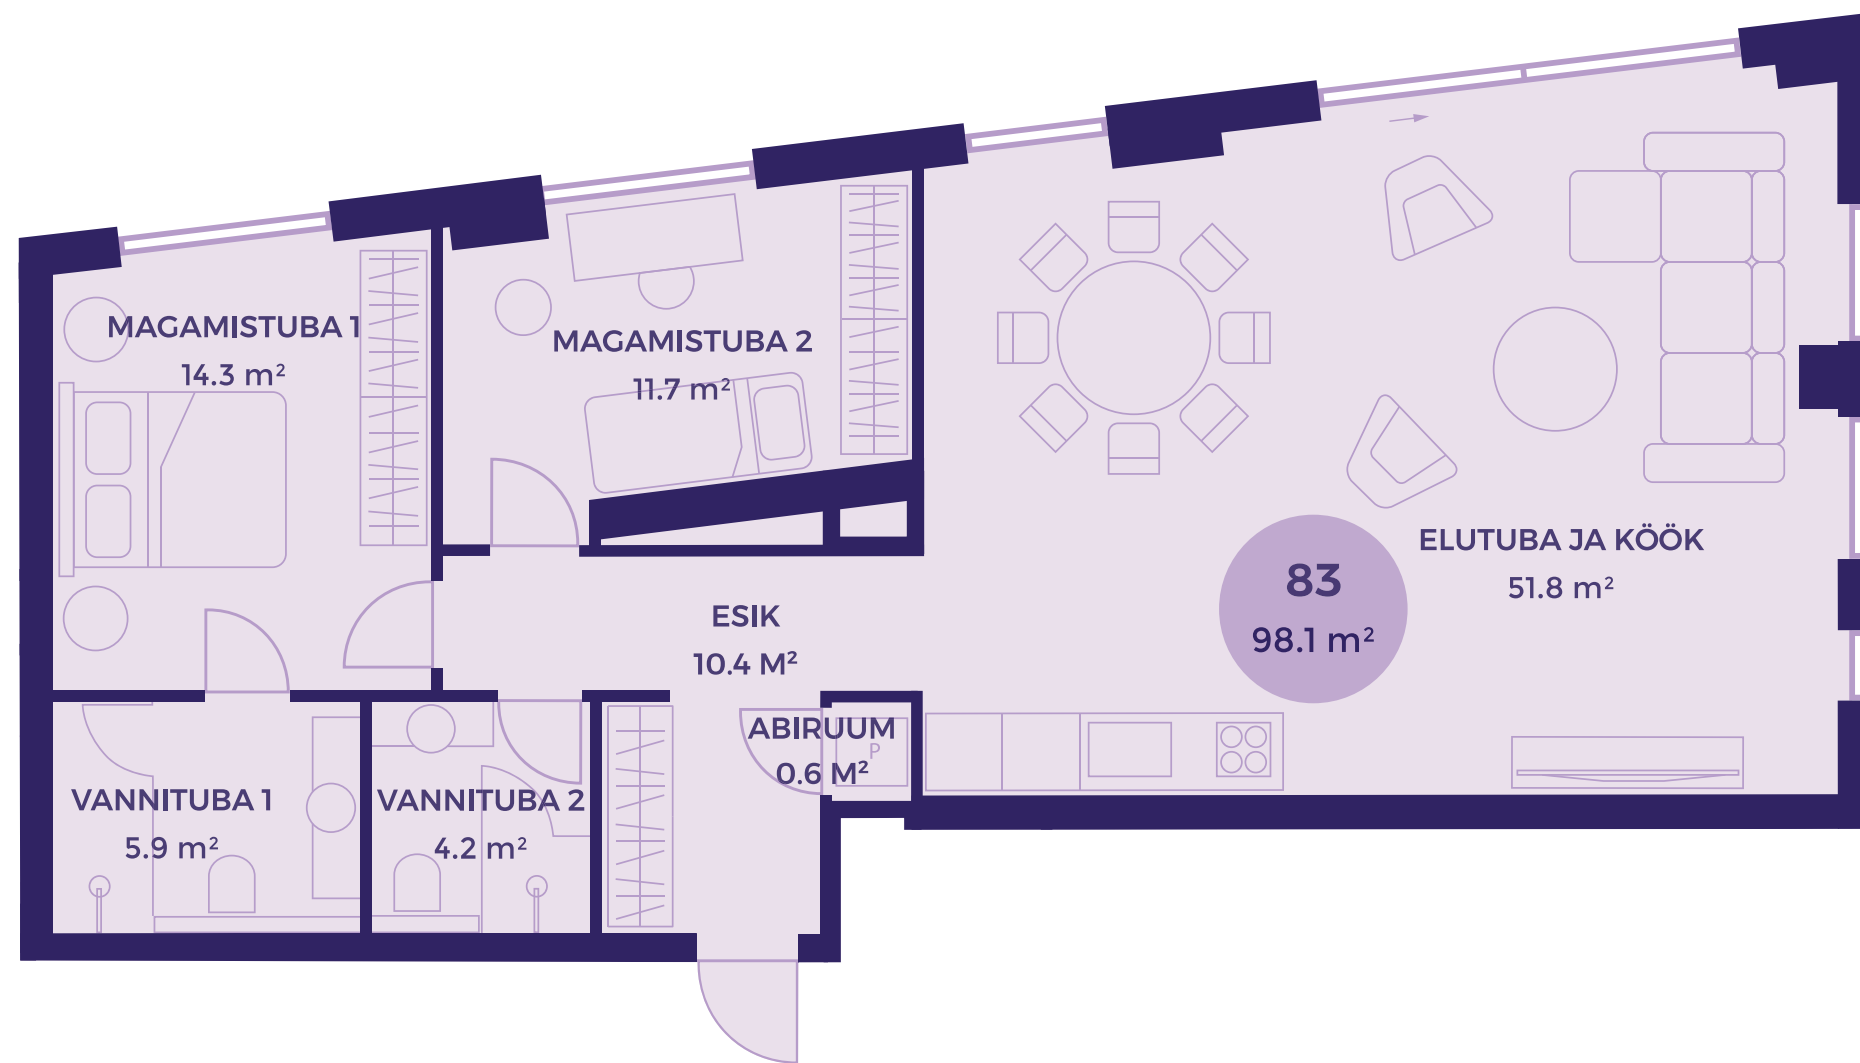 MAGAMISTUBA 1
14.3 m²
MAGAMISTUBA 2
11.7 m²
ELUTUBA JA KÖÖK
51.8 m²
83
98.1 m²
ESIK
10.4 M²
ABIRUUM
0.6 M²
P
VANNITUBA 1
5.9 m²
VANNITUBA 2
4.2 m²